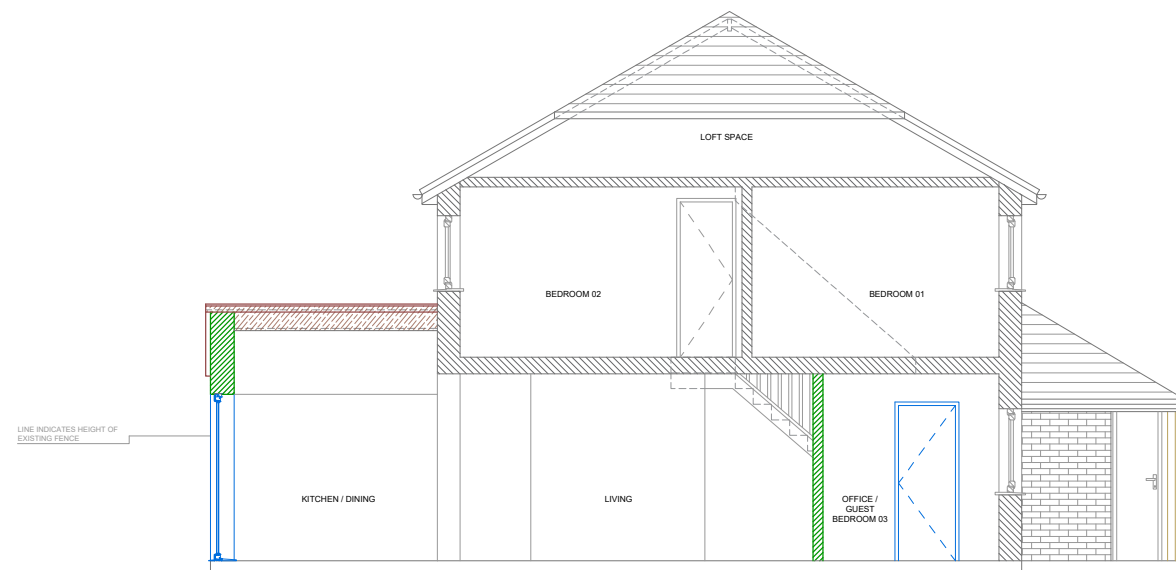 LOFT SPACE
BEDROOM 02
BEDROOM 01
LINE INDICATES HEIGHT OF
EXISTING FENCE
KITCHEN / DINING
LIVING
OFFICE /
GUEST
BEDROOM 03